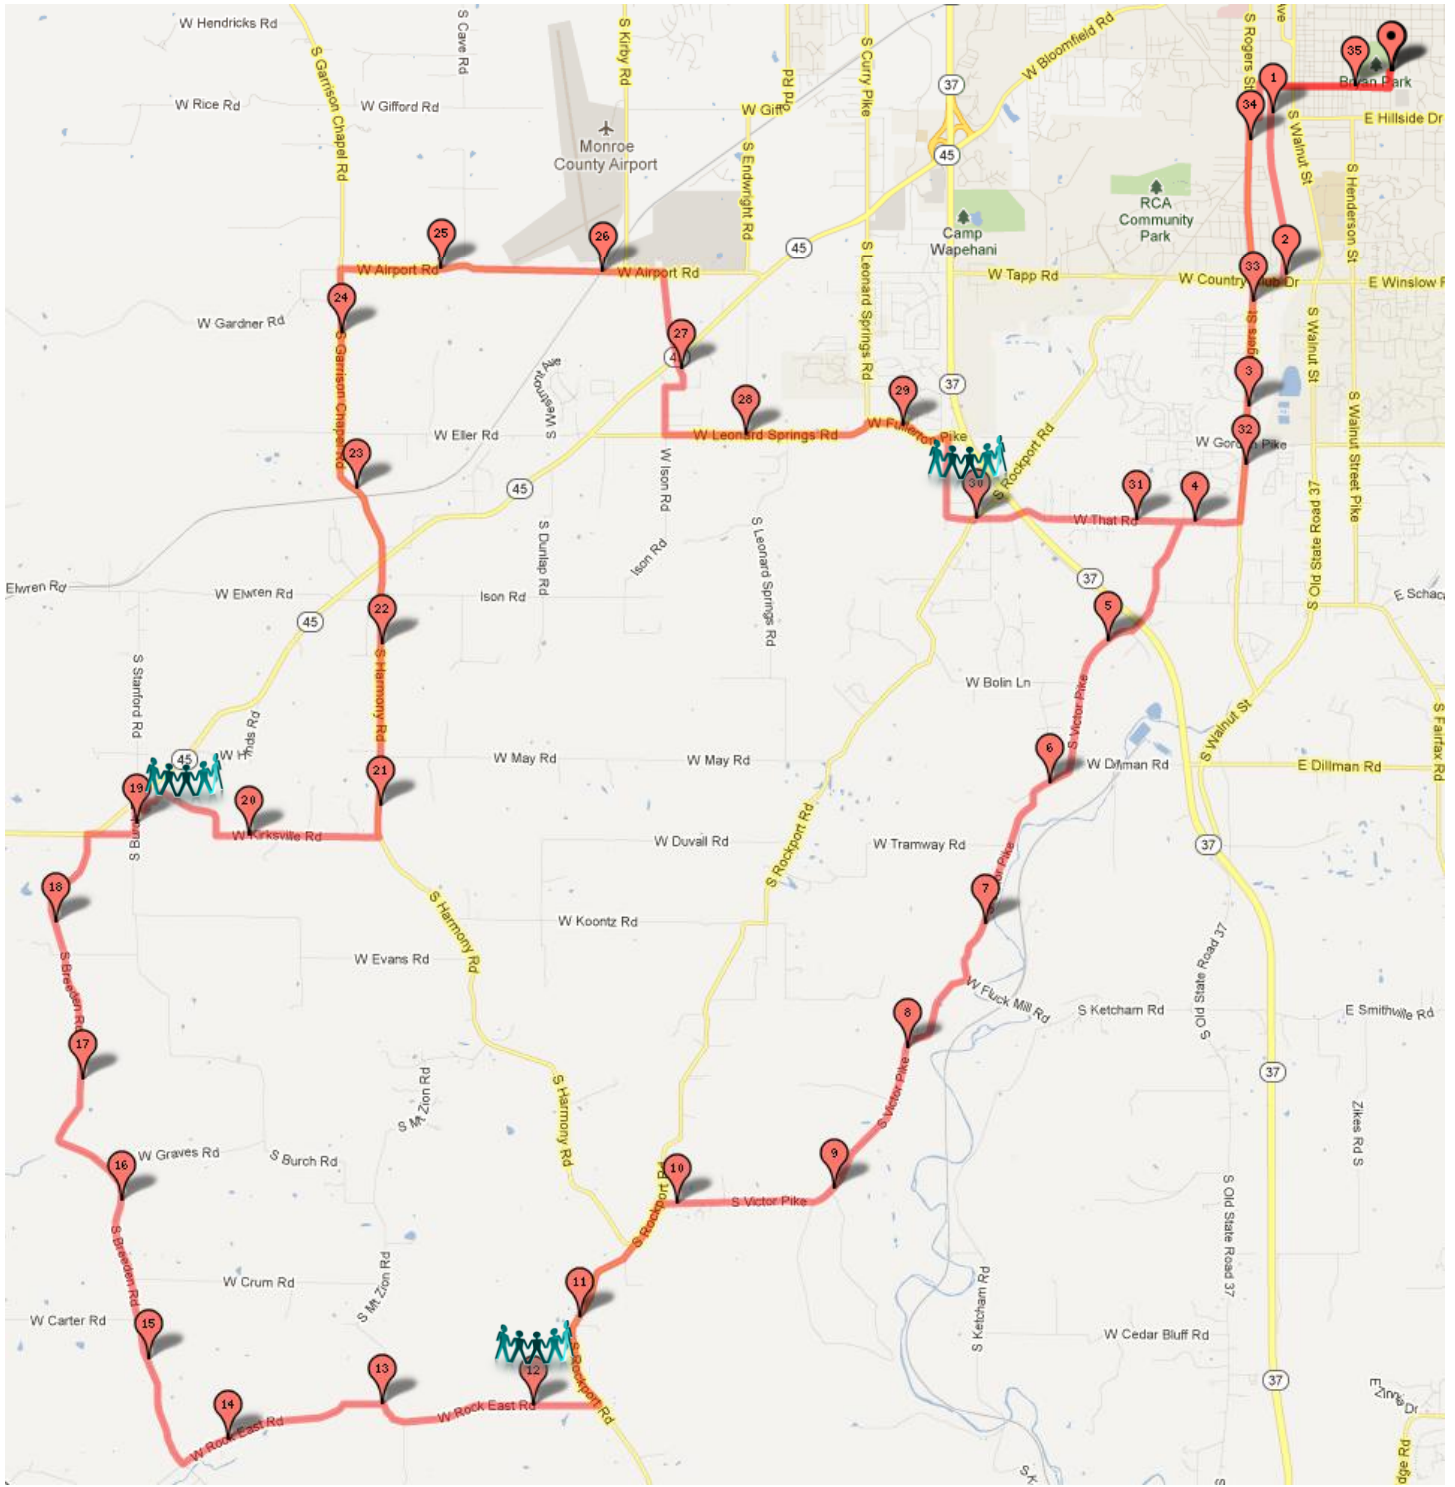 W Hendricks Rd
S Garrison Chapel Rd
S Cave Rd
S Kirby Rd
S Curry Pike
37
W Bloomfield Rd
S Rogers St
35
Bryan Park
1
34
W Rice Rd
W Gifford Rd
Monroe
County Airport
S Endwright Rd
45
E Hillside Dr
S Walnut St
S Henderson St
RCA
Community
Park
Camp
Wapehani
25
26
2
45
W Airport Rd
W Airport Rd
S Leonard Springs Rd
W Tapp Rd
33
E Winslow
24
W Gardner Rd
S Garrison Chapel Rd
27
S Westmont Ave
S Walnut St
37
3
28
29
S Walnut Street Pike
W Eller Rd
W Leonard Springs Rd
W Fullerton Pike
S Rockport Rd
32
23
W Ison Rd
45
30
31
4
W That Rd
S Old State Road 37
S Dunlap Rd
Ison Rd
S Leonard Springs Rd
Elwren Rd
W Elwren Rd
Ison Rd
37
5
45
22
S Stanford Rd
S Harmony Rd
W Bolin Ln
S Victor Pike
S Walnut St
S Fairfax Rd
45
W May Rd
W May Rd
6
W Dillman Rd
E Dillman Rd
19
20
21
W Kirksville Rd
S Rockport Rd
W Duvall Rd
W Tramway Rd
37
18
S Harmony Rd
W Koontz Rd
7
S Breeden Rd
W Evans Rd
W Fluck Mill Rd
S Old State Road 37
8
S Ketcham Rd
E Smithville Rd
17
S Mt Zion Rd
S Harmony Rd
S Victor Pike
37
Zikes Rd S
16
W Graves Rd
S Burch Rd
S Rockport Rd
10
9
S Victor Pike
S Old State Road 37
S Breeden Rd
W Crum Rd
S Mt Zion Rd
11
S Ketcham Rd
W Carter Rd
15
W Cedar Bluff Rd
12
13
S Rockport Rd
37
14
W Rock East Rd
W Rock East Rd